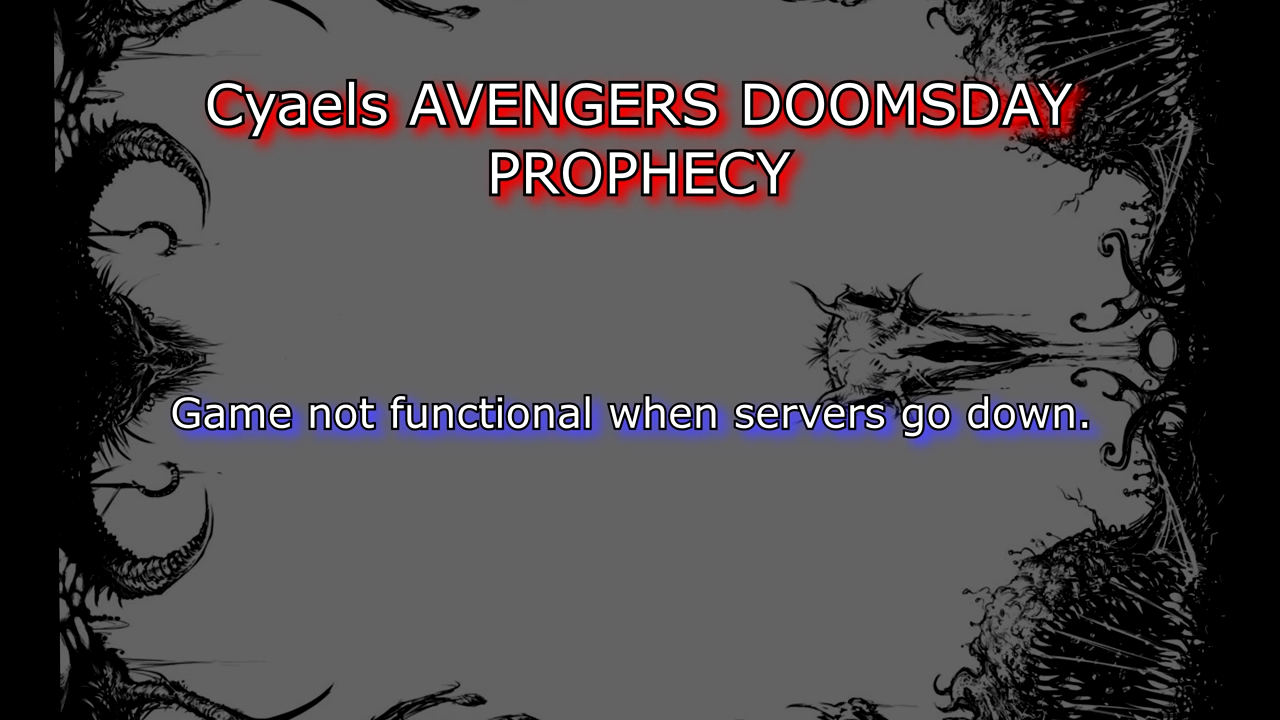 Cyaels AVENGERS DOOMSDAY
PROPHECY
Game not functional when servers go down.